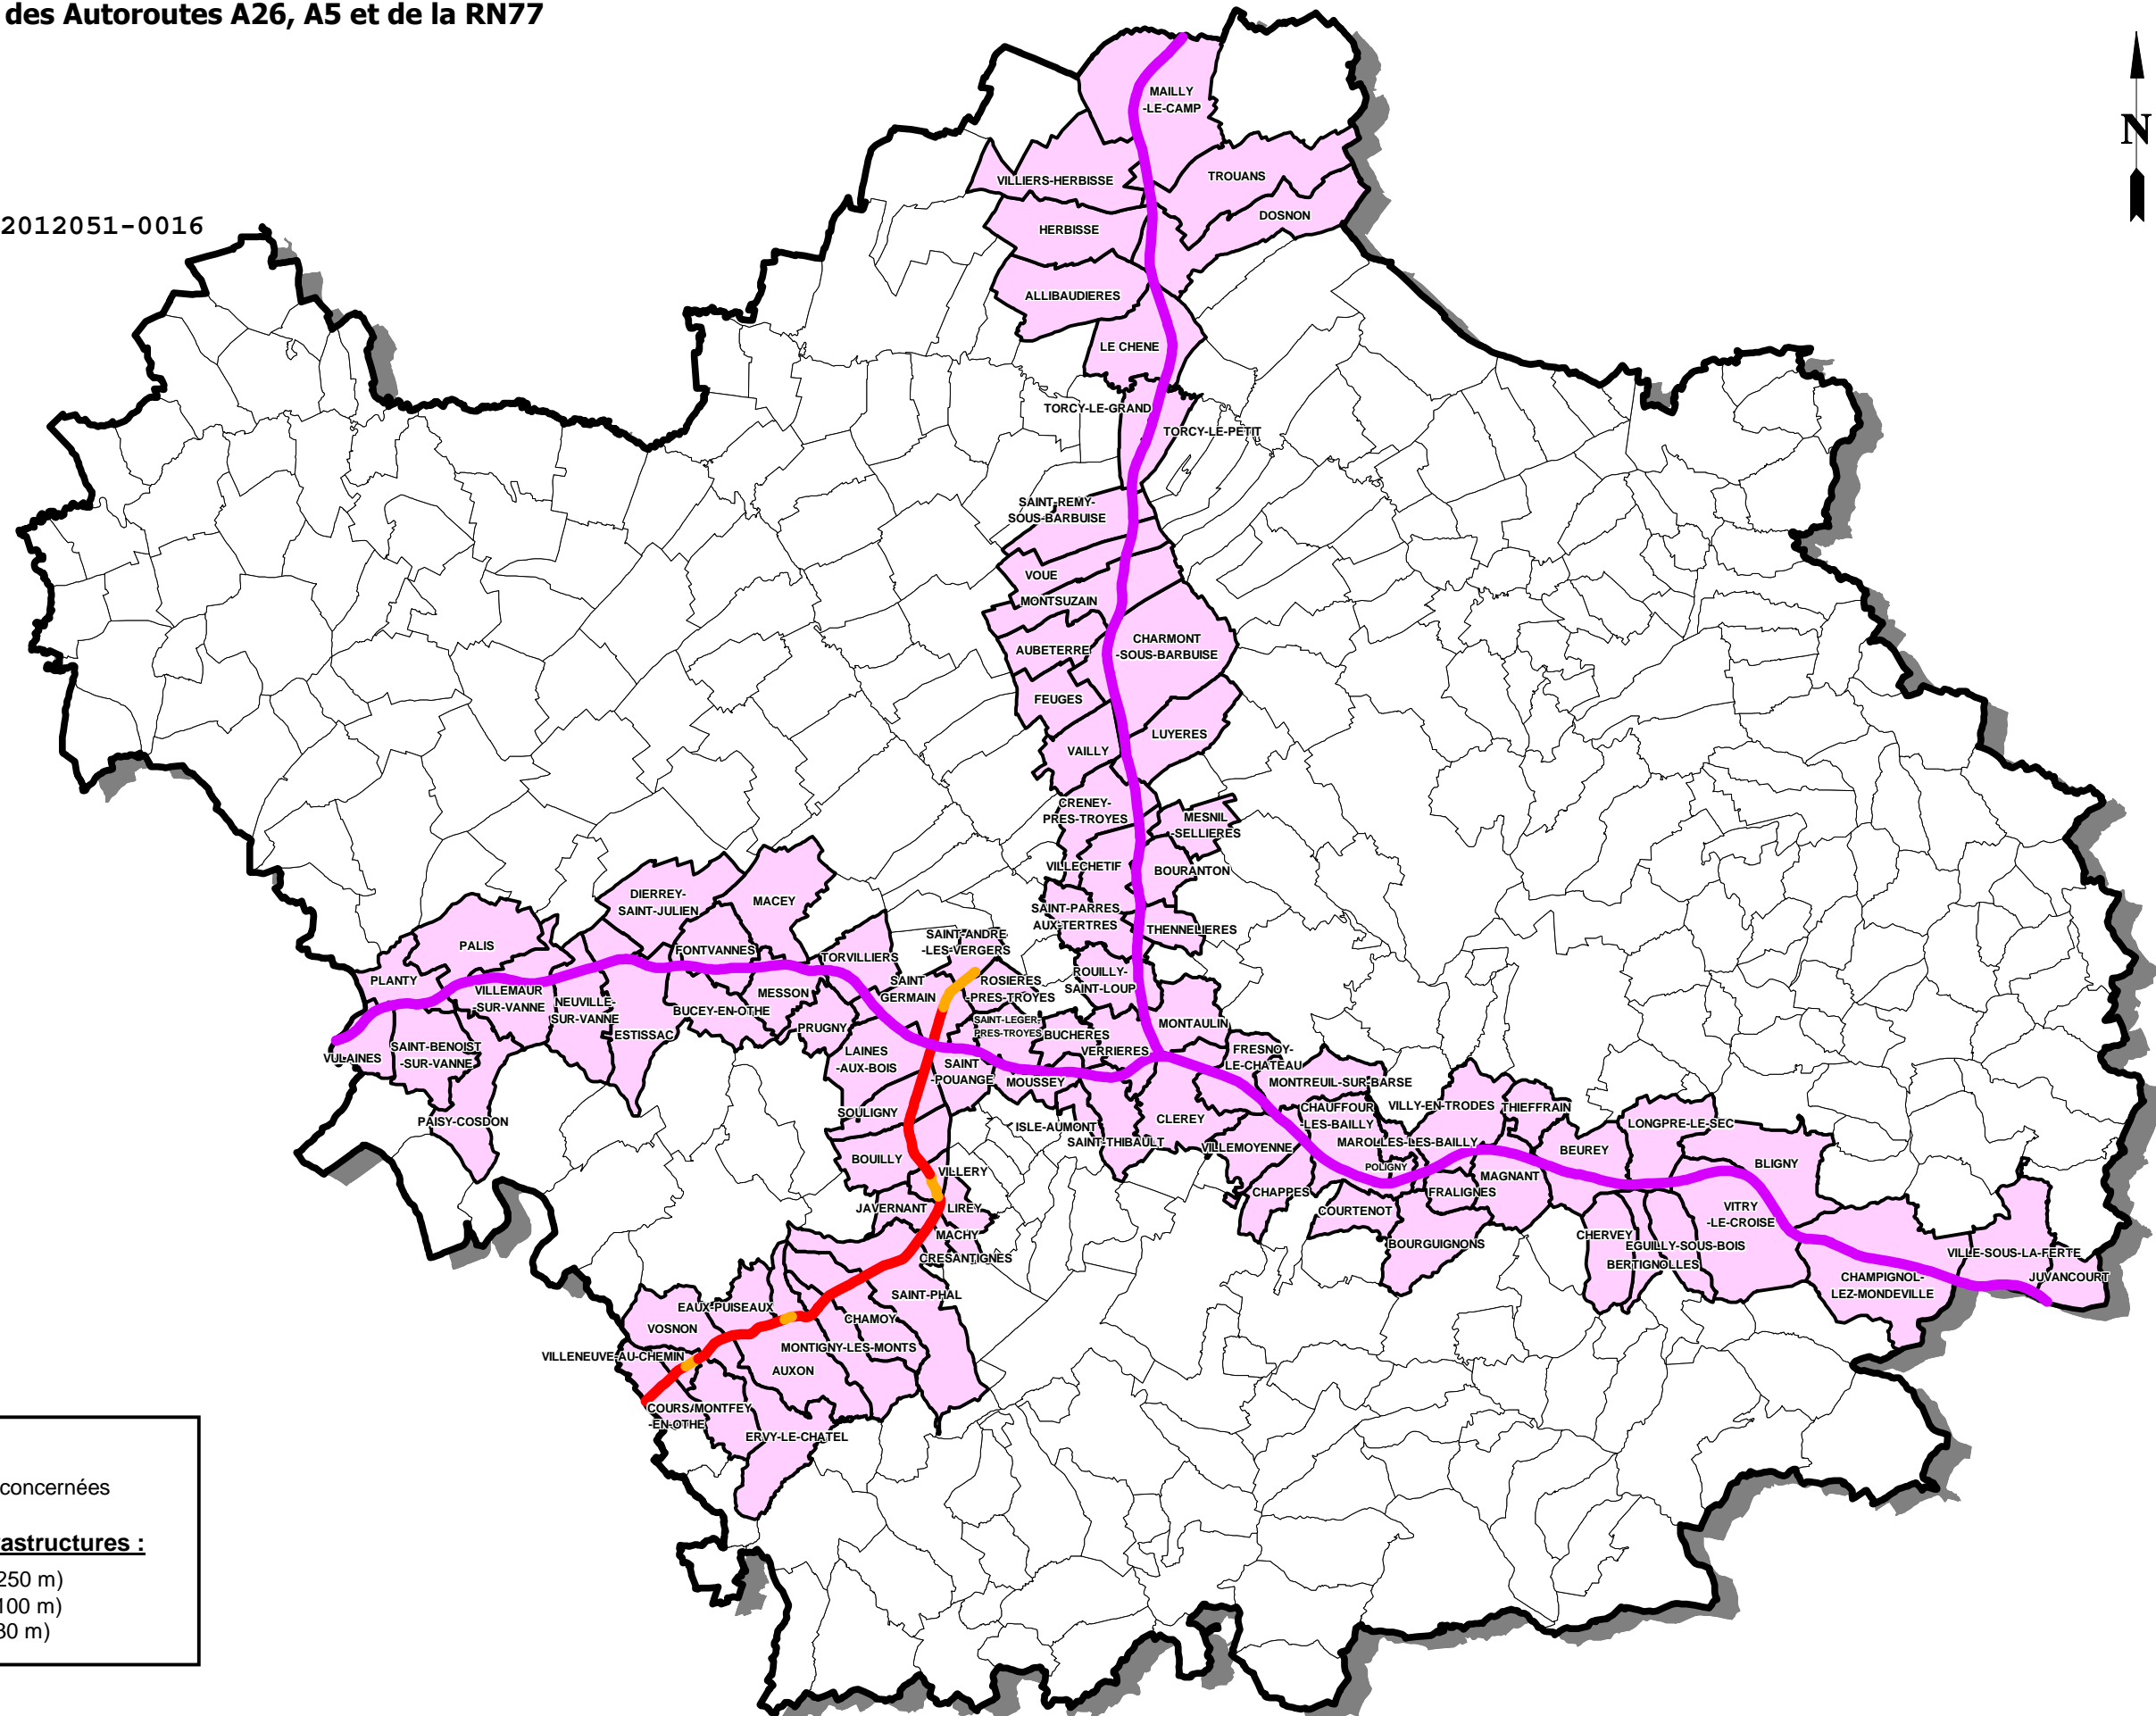 des Autoroutes A26, A5 et de la RN77
N
2012051-0016
MAILLY
-LE-CAMP
VILLIERS-HERBISSE
TROUANS
DOSNON
HERBISSE
ALLIBAUDIERES
LE CHENE
TORCY-LE-GRAND
TORCY-LE-PETIT
SAINT-REMY-
SOUS-BARBUISE
VOUE
MONTSUZAIN
CHARMONT
-SOUS-BARBUISE
AUBETERRE
FEUGES
LUYERES
VAILLY
CRENEY-
PRES-TROYES
MESNIL
-SELLIERES
VILLECHETIF
BOURANTON
DIERREY-
SAINT-JULIEN
MACEY
SAINT-PARRES
AUX-TERTRES
THENNELIERES
SAINT-ANDRE
-LES-VERGERS
PALIS
FONTVANNES
TORVILLIERS
PLANTY
SAINT
GERMAIN
ROSIERES
-PRES-TROYES
ROUILLY-
SAINT-LOUP
VILLEMAUR
-SUR-VANNE
NEUVILLE-
SUR-VANNE
BUCEY-EN-OTHE
MESSON
PRUGNY
ESTISSAC
SAINT-LEGER-
PRES-TROYES
BUCHERES
MONTAULIN
VULAINES
SAINT-BENOIST
-SUR-VANNE
LAINES
-AUX-BOIS
VERRIERES
FRESNOY-
LE-CHATEAU
SAINT
-POUANGE
MOUSSEY
MONTREUIL-SUR-BARSE
PAISY-COSDON
SOULIGNY
ISLE-AUMONT
SAINT-THIBAULT
CLEREY
CHAUFFOUR
-LES-BAILLY
VILLY-EN-TRODES
THIEFFRAIN
LONGPRE-LE-SEC
VILLEMOYENNE
MAROLLES-LES-BAILLY
BEUREY
BOUILLY
VILLERY
POLIGNY
MAGNANT
BLIGNY
CHAPPES
FRALIGNES
JAVERNANT
LIREY
COURTENOT
VITRY
-LE-CROISE
MACHY
CRESANTIGNES
BOURGUIGNONS
CHERVEY
EGUILLY-SOUS-BOIS
BERTIGNOLLES
VILLE-SOUS-LA-FERTE
JUVANCOURT
CHAMPIGNOL-
LEZ-MONDEVILLE
SAINT-PHAL
EAUX-PUISEAUX
VOSNON
CHAMOY
MONTIGNY-LES-MONTS
VILLENEUVE-AU-CHEMIN
AUXON
COURSAN
-EN-OTHE
MONTFEY
ERVY-LE-CHATEL
concernées
rastructures :
250 m)
100 m)
30 m)